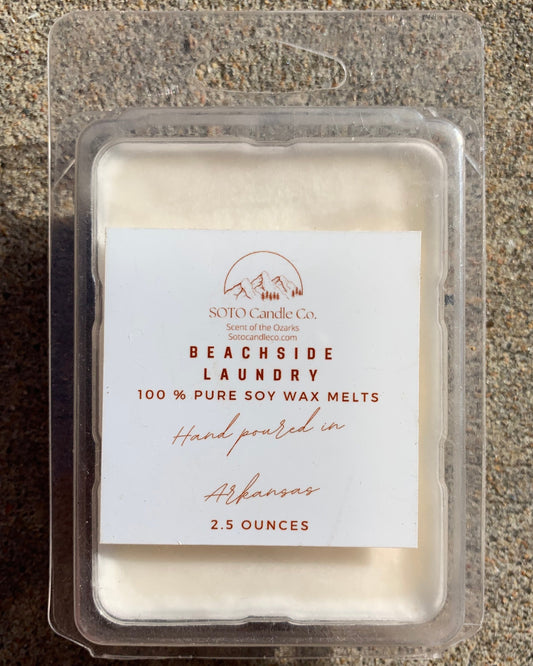 SOTO Candle Co.
Scent of the Ozarks
Sotocandleco.com
BEACHSIDE
LAUNDRY
100 % PURE SOY WAX MELTS
Hand poured in
Arkansas
2.5 OUNCES